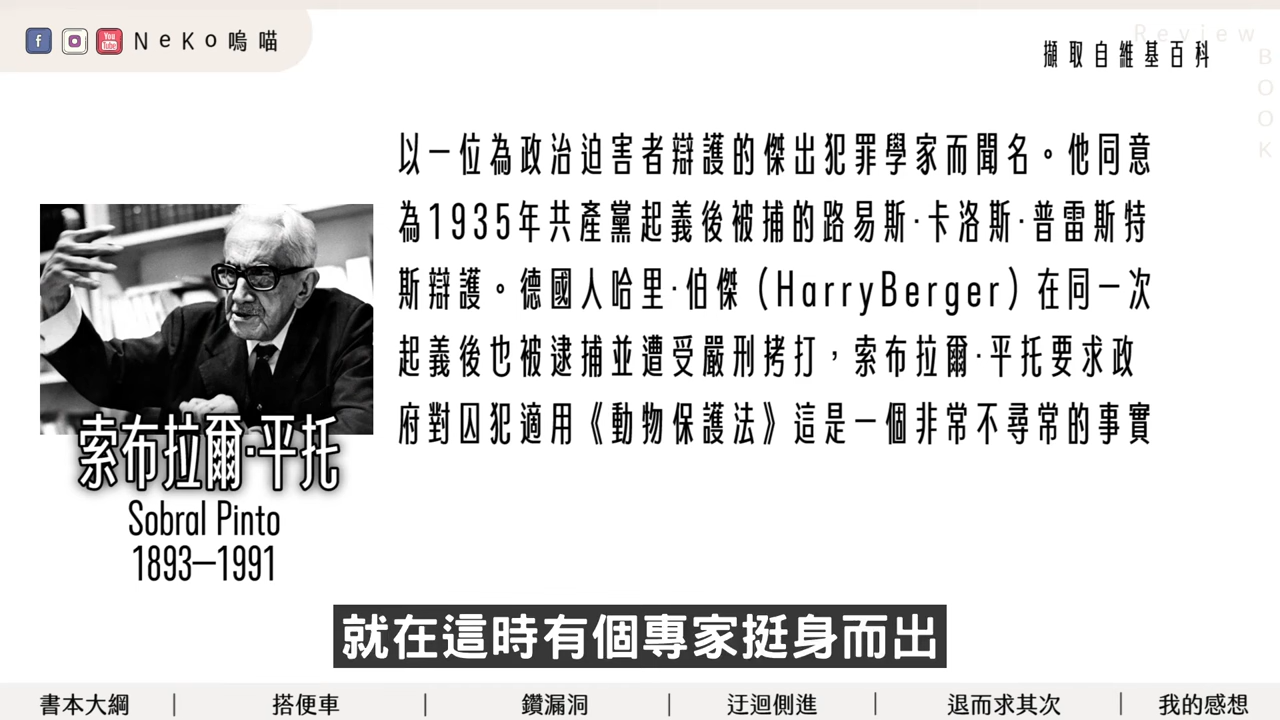 NeKo嗚喵
Review
BOOK
擷取自維基百科
以一位為政治迫害者辯護的傑出犯罪學家而聞名。他同意
為1935年共產黨起義後被捕的路易斯·卡洛斯·普雷斯特
斯辯護。德國人哈里·伯傑（HarryBerger）在同一次
起義後也被逮捕並遭受嚴刑拷打，索布拉爾·平托要求政
府對囚犯適用《動物保護法》這是一個非常不尋常的事實
索布拉爾·平托
Sobral Pinto
1893—1991
就在這時有個專家挺身而出
書本大綱 | 搭便車 | 鑽漏洞 | 迂迴側進 | 退而求其次 | 我的感想